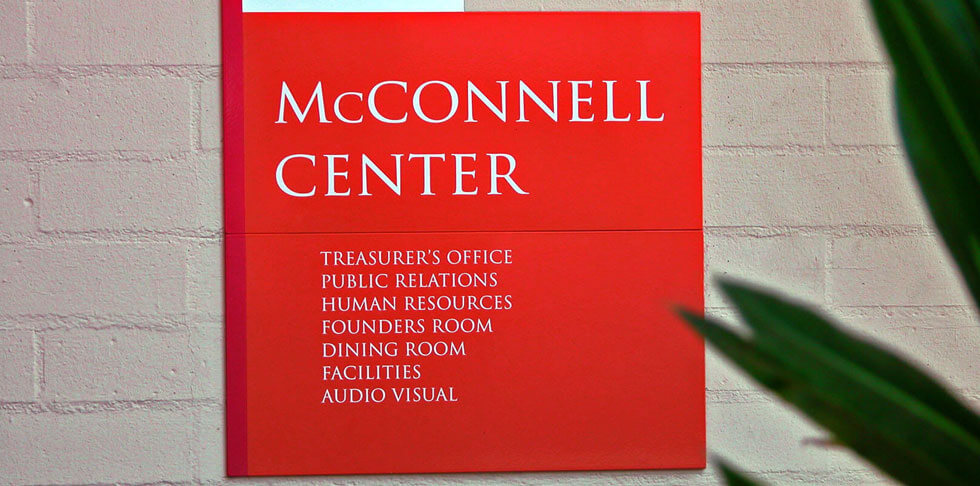 McCONNELL
CENTER
TREASURER'S OFFICE
PUBLIC RELATIONS
HUMAN RESOURCES
FOUNDERS ROOM
DINING ROOM
FACILITIES
AUDIO VISUAL